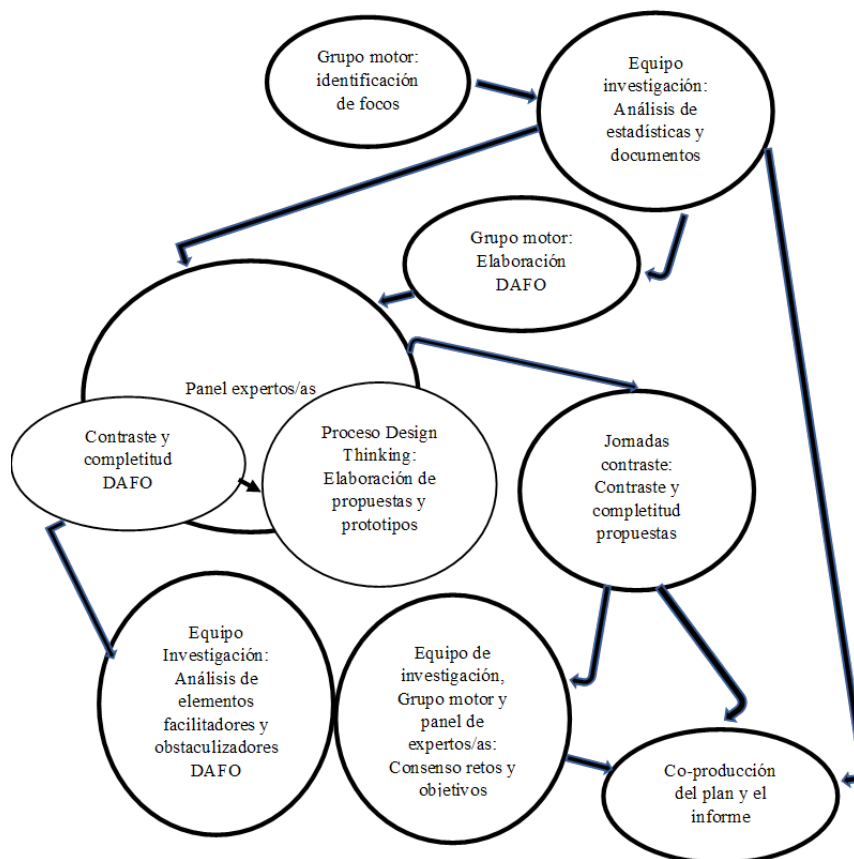 Grupo motor:
identificación
de focos
Equipo
investigación:
Análisis de
estadísticas y
documentos
Grupo motor:
Elaboración
DAFO
Panel expertos/as
Contraste y
completitud
DAFO
Proceso Design
Thinking:
Elaboración de
propuestas y
prototipos
Jornadas
contraste:
Contraste y
completitud
propuestas
Equipo
Investigación:
Análisis de
elementos
facilitadores y
obstaculizadores
DAFO
Equipo de
investigación,
Grupo motor y
panel de
expertos/as:
Consenso retos y
objetivos
Co-producción
del plan y el
informe